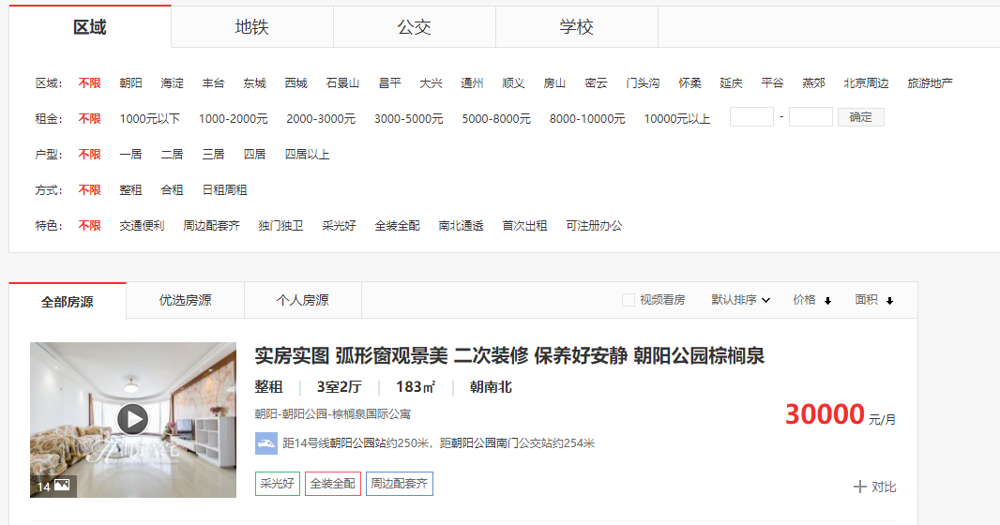 区域 地铁 公交 学校
区域: 不限 朝阳 海淀 丰台 东城 西城 石景山 昌平 大兴 通州 顺义 房山 密云 门头沟 怀柔 延庆 平谷 燕郊 北京周边 旅游地产
租金: 不限 1000元以下 1000-2000元 2000-3000元 3000-5000元 5000-8000元 8000-10000元 10000元以上 - 确定
户型: 不限 一居 二居 三居 四居 四居以上
方式: 不限 整租 合租 日租周租
特色: 不限 交通便利 周边配套齐 独门独卫 采光好 全装全配 南北通透 首次出租 可注册办公
全部房源 优选房源 个人房源 视频看房 默认排序 价格 面积
实房实图 弧形窗观景美 二次装修 保养好安静 朝阳公园棕榈泉
整租 | 3室2厅 | 183㎡ | 朝南北
朝阳-朝阳公园-棕榈泉国际公寓
30000 元/月
距14号线朝阳公园站约250米，距朝阳公园南门公交站约254米
采光好 全装全配 周边配套齐
14
对比